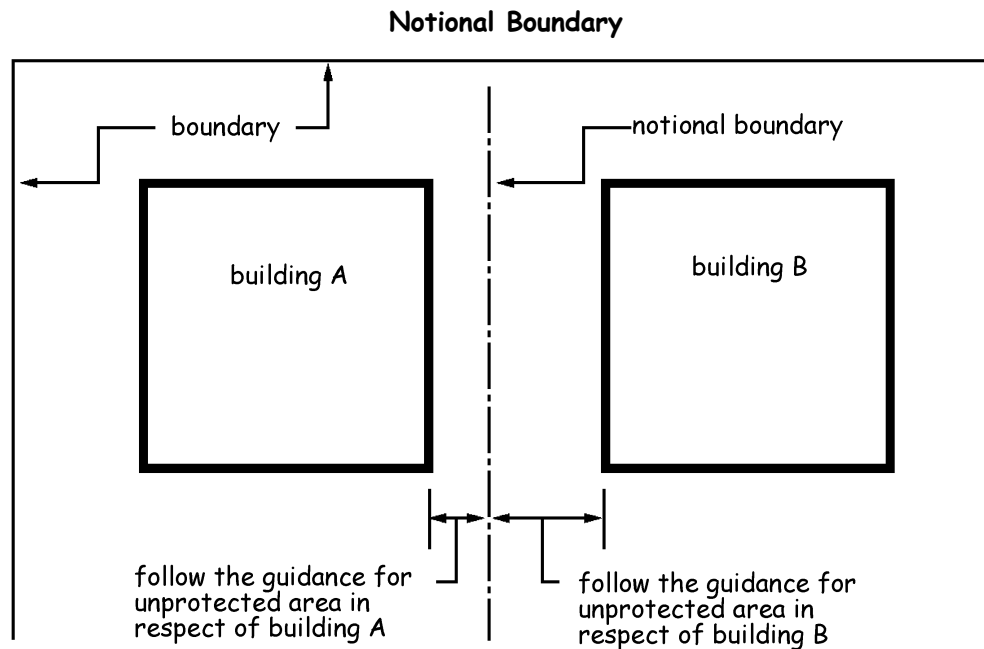 Notional Boundary
boundary
notional boundary
building A
building B
follow the guidance for
unprotected area in
respect of building A
follow the guidance for
unprotected area in
respect of building B